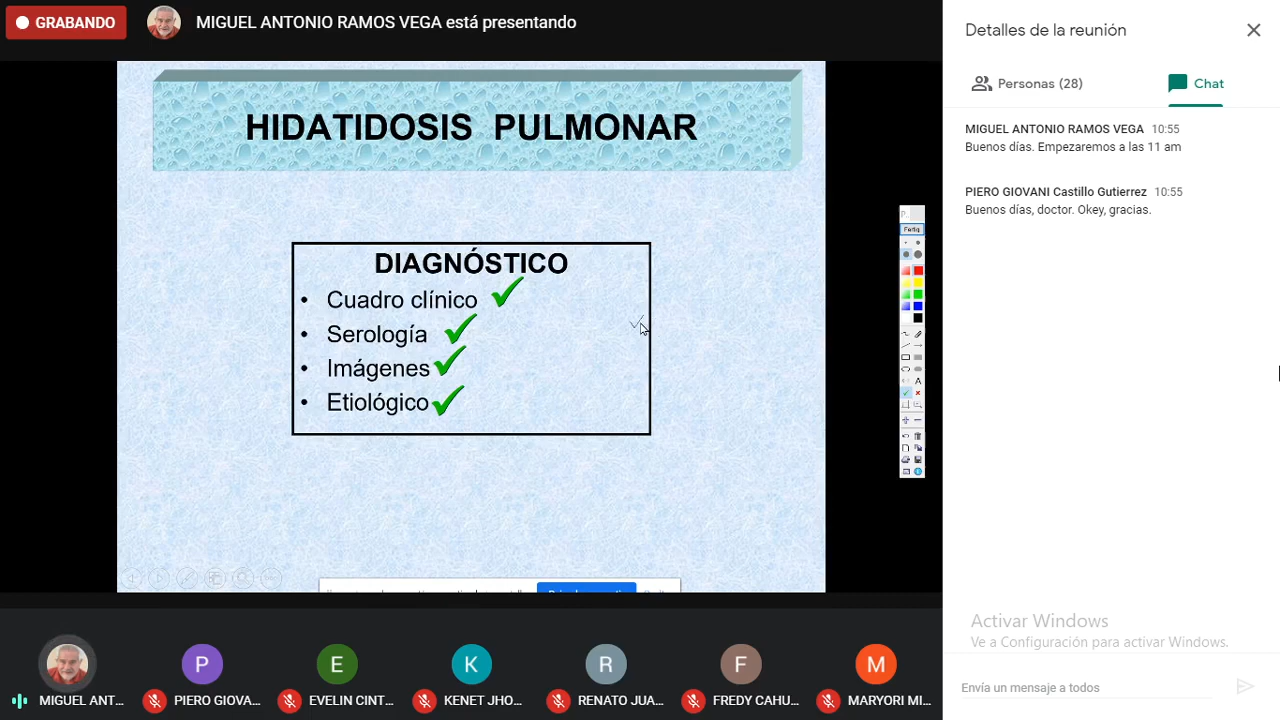 GRABANDO
MIGUEL ANTONIO RAMOS VEGA está presentando
HIDATIDOSIS PULMONAR
DIAGNÓSTICO
• Cuadro clínico
• Serología
• Imágenes
• Etiológico
Fertig
A
MIGUEL ANT...
P
PIERO GIOVA...
E
EVELIN CINT...
K
KENET JHO...
R
RENATO JUA...
F
FREDY CAHU...
M
MARYORI MI...
Detalles de la reunión
Personas (28)
Chat
MIGUEL ANTONIO RAMOS VEGA 10:55
Buenos días. Empezaremos a las 11 am
PIERO GIOVANI Castillo Gutierrez 10:55
Buenos días, doctor. Okey, gracias.
Activar Windows
Ve a Configuración para activar Windows.
Envía un mensaje a todos